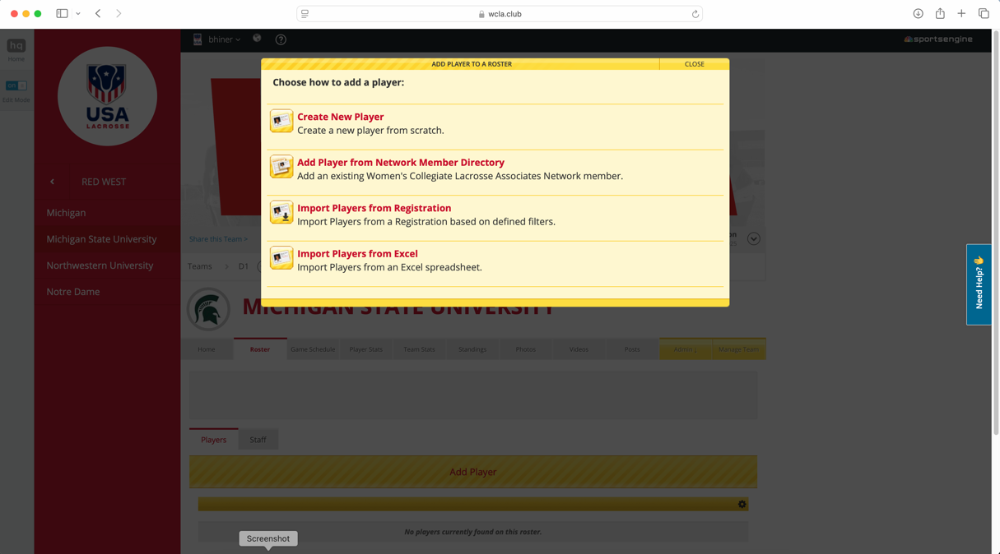 wcla.club
hq
Home
on
Edit Mode
bhiner
sportsengine
USA
LACROSSE
RED WEST
Michigan
Michigan State University
Northwestern University
Notre Dame
ADD PLAYER TO A ROSTER
CLOSE
Choose how to add a player:
Create New Player
Create a new player from scratch.
Add Player from Network Member Directory
Add an existing Women's Collegiate Lacrosse Associates Network member.
Import Players from Registration
Import Players from a Registration based on defined filters.
Import Players from Excel
Import Players from an Excel spreadsheet.
Share this Team >
Teams > D1
MICHIGAN STATE UNIVERSITY
Home
Roster
Game Schedule
Player Stats
Team Stats
Standings
Photos
Videos
Posts
Admin
Manage Team
Need Help? 👋
Players
Staff
Add Player
No players currently found on this roster.
Screenshot